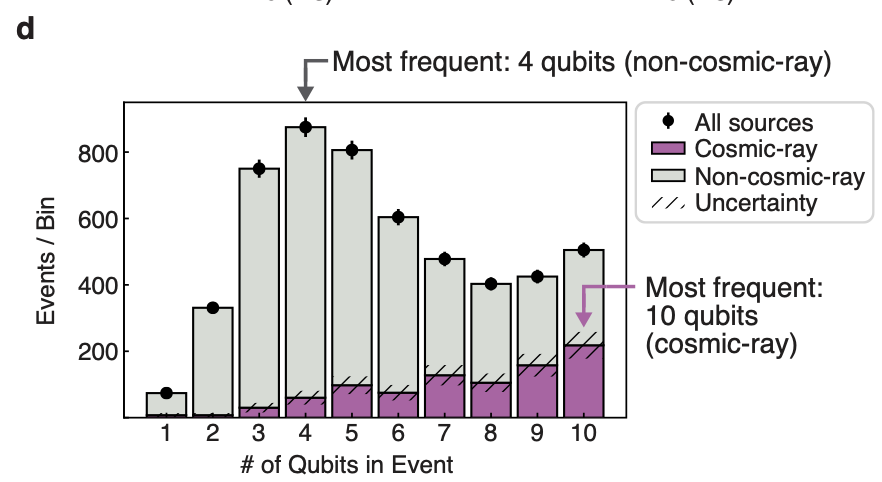 d
Most frequent: 4 qubits (non-cosmic-ray)
All sources
Cosmic-ray
Non-cosmic-ray
Uncertainty
Events / Bin
800
600
400
200
Most frequent:
10 qubits
(cosmic-ray)
1 2 3 4 5 6 7 8 9 10
# of Qubits in Event